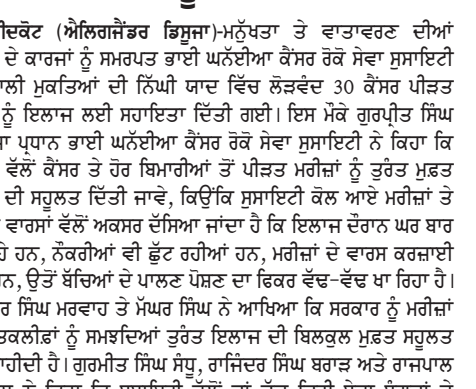 ਦਕੋਟ (ਐਲਿਗਜੈਂਡਰ ਡਿਸੂਜਾ)-ਮਨੁੱਖਤਾ ਤੇ ਵਾਤਾਵਰਣ ਦੀਆਂ
ਦੇ ਕਾਰਜਾਂ ਨੂੰ ਸਮਰਪਤ ਭਾਈ ਘਨੱਈਆ ਕੈਂਸਰ ਰੋਕੋ ਸੇਵਾ ਸੁਸਾਇਟੀ
ਾਲੀ ਮੁਕਤਿਆਂ ਦੀ ਨਿੱਘੀ ਯਾਦ ਵਿੱਚ ਲੋੜਵੰਦ 30 ਕੈਂਸਰ ਪੀੜਤ
ਨੂੰ ਇਲਾਜ ਲਈ ਸਹਾਇਤਾ ਦਿੱਤੀ ਗਈ। ਇਸ ਮੌਕੇ ਗੁਰਪ੍ਰੀਤ ਸਿੰਘ
ਜਾ ਪ੍ਰਧਾਨ ਭਾਈ ਘਨੱਈਆ ਕੈਂਸਰ ਰੋਕੋ ਸੇਵਾ ਸੁਸਾਇਟੀ ਨੇ ਕਿਹਾ ਕਿ
ਵੱਲੋਂ ਕੈਂਸਰ ਤੇ ਹੋਰ ਬਿਮਾਰੀਆਂ ਤੋਂ ਪੀੜਤ ਮਰੀਜ਼ਾਂ ਨੂੰ ਤੁਰੰਤ ਮੁਫ਼ਤ
ਦੀ ਸਹੂਲਤ ਦਿੱਤੀ ਜਾਵੇ, ਕਿਉਂਕਿ ਸੁਸਾਇਟੀ ਕੋਲ ਆਏ ਮਰੀਜ਼ਾਂ ਤੇ
ਵਾਰਸਾਂ ਵੱਲੋਂ ਅਕਸਰ ਦੱਸਿਆ ਜਾਂਦਾ ਹੈ ਕਿ ਇਲਾਜ ਦੌਰਾਨ ਘਰ ਬਾਰ
ਹੇ ਹਨ, ਨੌਕਰੀਆਂ ਵੀ ਛੁੱਟ ਰਹੀਆਂ ਹਨ, ਮਰੀਜ਼ਾਂ ਦੇ ਵਾਰਸ ਕਰਜ਼ਾਈ
ਹਨ, ਉਤੋਂ ਬੱਚਿਆਂ ਦੇ ਪਾਲਣ ਪੋਸ਼ਣ ਦਾ ਫਿਕਰ ਵੱਢ-ਵੱਢ ਖਾ ਰਿਹਾ ਹੈ।
ਰ ਸਿੰਘ ਮਰਵਾਹ ਤੇ ਮੱਘਰ ਸਿੰਘ ਨੇ ਆਖਿਆ ਕਿ ਸਰਕਾਰ ਨੂੰ ਮਰੀਜ਼ਾਂ
ਤਕਲੀਫ਼ਾਂ ਨੂੰ ਸਮਝਦਿਆਂ ਤੁਰੰਤ ਇਲਾਜ ਦੀ ਬਿਲਕੁਲ ਮੁਫ਼ਤ ਸਹੂਲਤ
ਾਹੀਦੀ ਹੈ। ਗੁਰਮੀਤ ਸਿੰਘ ਸੰਧੂ, ਰਾਜਿੰਦਰ ਸਿੰਘ ਬਰਾੜ ਅਤੇ ਰਾਜਪਾਲ